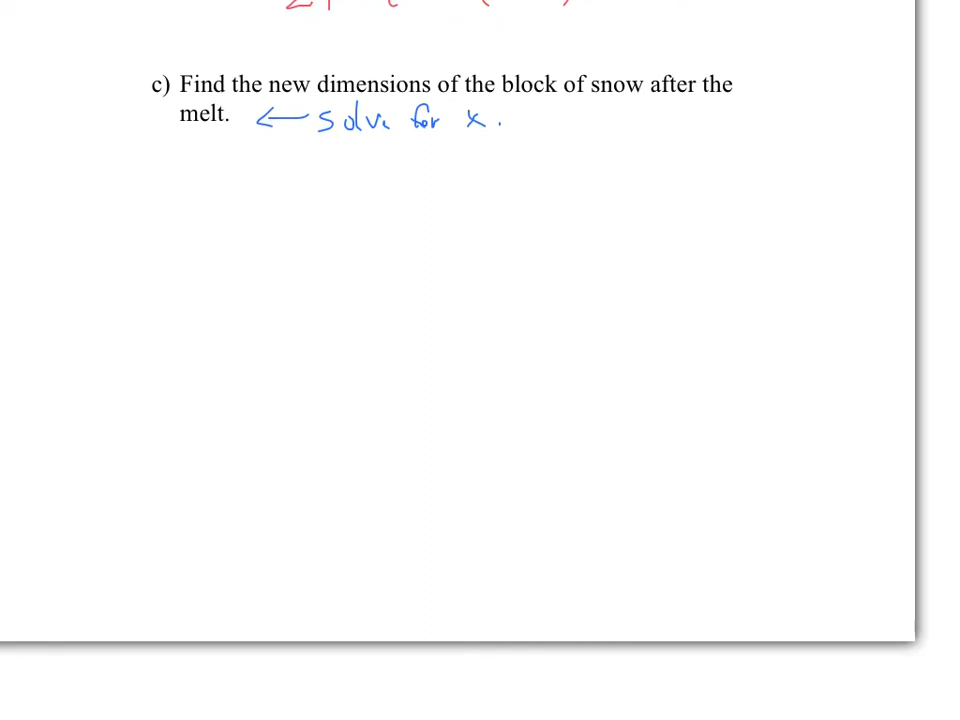 c) Find the new dimensions of the block of snow after the
melt. ← solve for x.